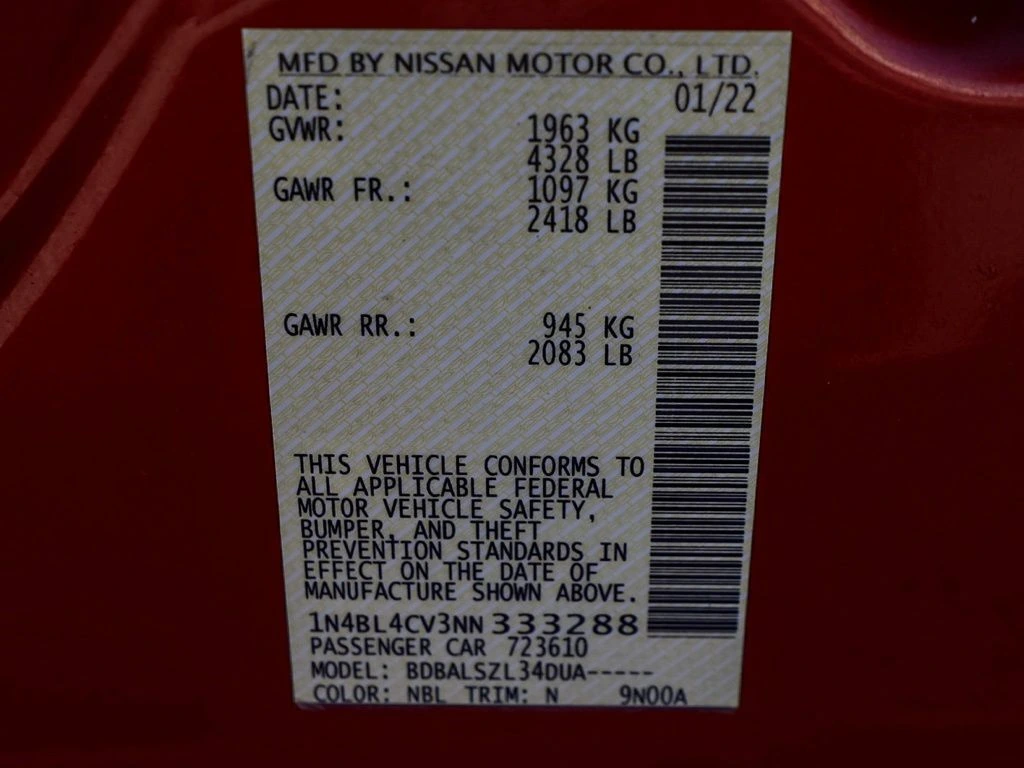 MFD BY NISSAN MOTOR CO., LTD.
DATE: 01/22
GVWR: 1963 KG
4328 LB
GAWR FR.: 1097 KG
2418 LB
GAWR RR.: 945 KG
2083 LB
THIS VEHICLE CONFORMS TO
ALL APPLICABLE FEDERAL
MOTOR VEHICLE SAFETY,
BUMPER, AND THEFT
PREVENTION STANDARDS IN
EFFECT ON THE DATE OF
MANUFACTURE SHOWN ABOVE.
1N4BL4CV3NN333288
PASSENGER CAR 723610
MODEL: BDBALSZL34DUA-----
COLOR: NBL TRIM: N 9N00A